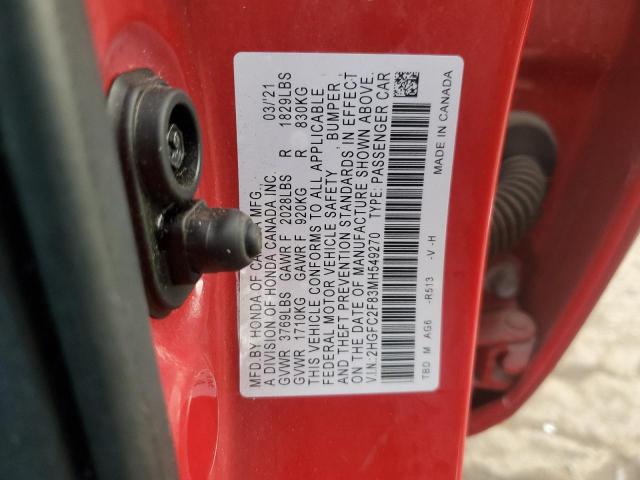 MFD.BY HONDA OF CANADA MFG.
A DIVISION OF HONDA CANADA INC. 03/'21
GVWR 3769LBS GAWR F 2028LBS R 1829LBS
GVWR 1710KG GAWR F 920KG R 830KG
THIS VEHICLE CONFORMS TO ALL APPLICABLE
FEDERAL MOTOR VEHICLE SAFETY , BUMPER ,
AND THEFT PREVENTION STANDARDS IN EFFECT
ON THE DATE OF MANUFACTURE SHOWN ABOVE.
V.I.N.:2HGFC2F83MH549270 TYPE: PASSENGER CAR
TBD M AG6 -R513 -V-H
MADE IN CANADA